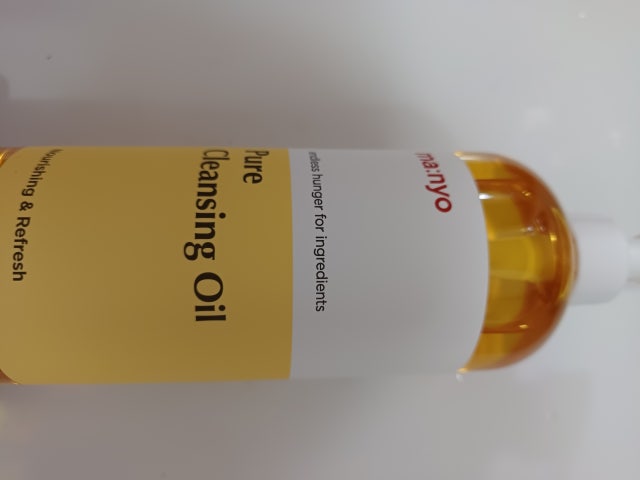 ma:nyo
endless hunger for ingredients
Pure
Cleansing Oil
Nourishing & Refresh